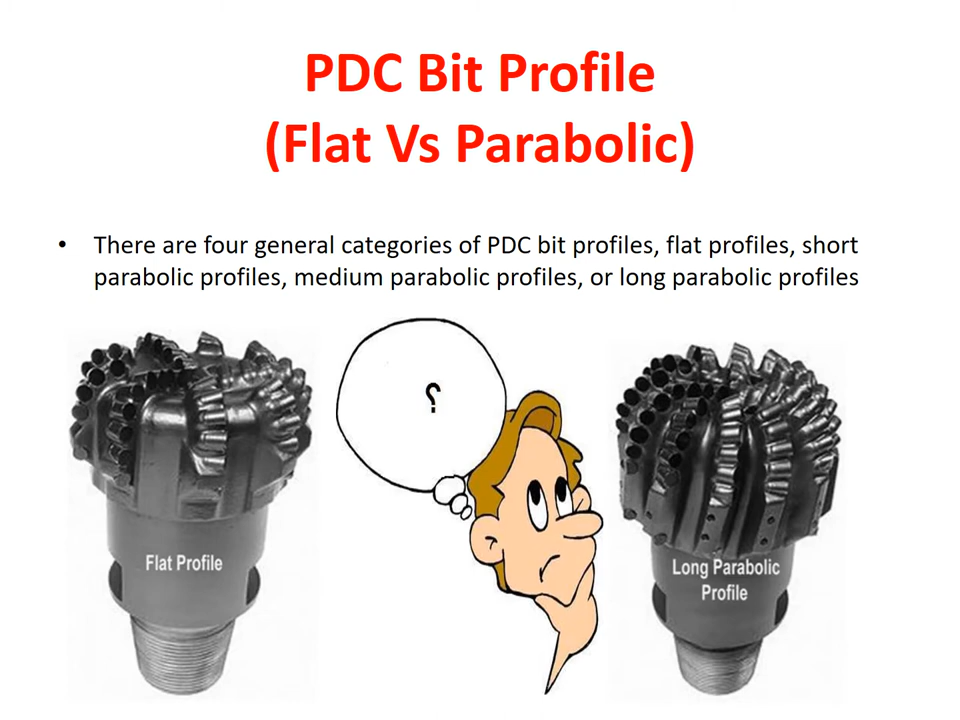 PDC Bit Profile
(Flat Vs Parabolic)
• There are four general categories of PDC bit profiles, flat profiles, short
parabolic profiles, medium parabolic profiles, or long parabolic profiles
؟
Flat Profile
Long Parabolic
Profile